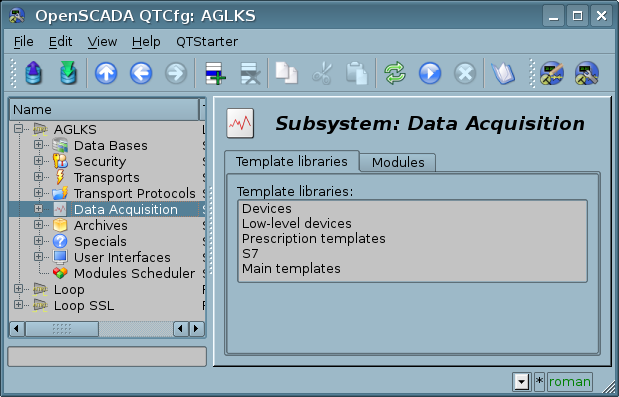 OpenSCADA QTCfg: AGLKS
File Edit View Help QTStarter
Name
AGLKS
Data Bases
Security
Transports
Transport Protocols
Data Acquisition
Archives
Specials
User Interfaces
Modules Scheduler
Loop
Loop SSL
Subsystem: Data Acquisition
Template libraries Modules
Template libraries:
Devices
Low-level devices
Prescription templates
S7
Main templates
* roman